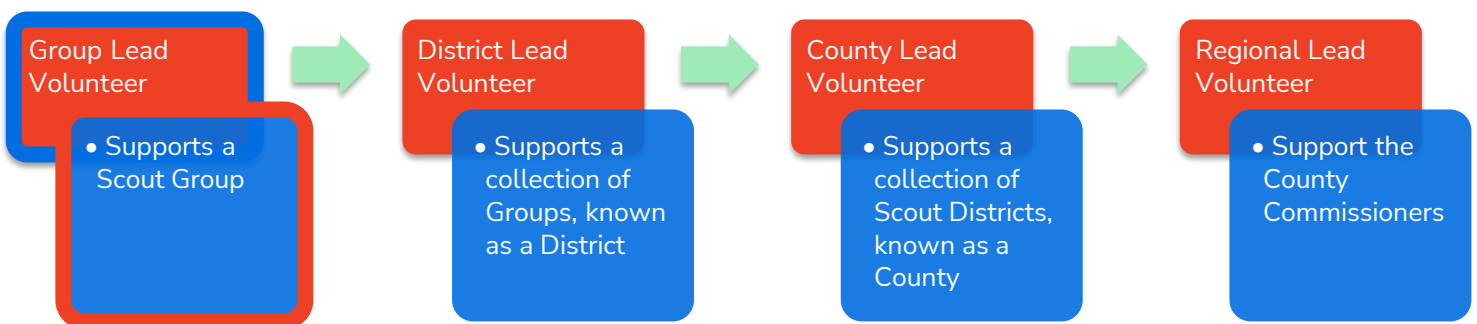 Group Lead
Volunteer
• Supports a
Scout Group
District Lead
Volunteer
• Supports a
collection of
Groups, known
as a District
County Lead
Volunteer
• Supports a
collection of
Scout Districts,
known as a
County
Regional Lead
Volunteer
• Support the
County
Commissioners